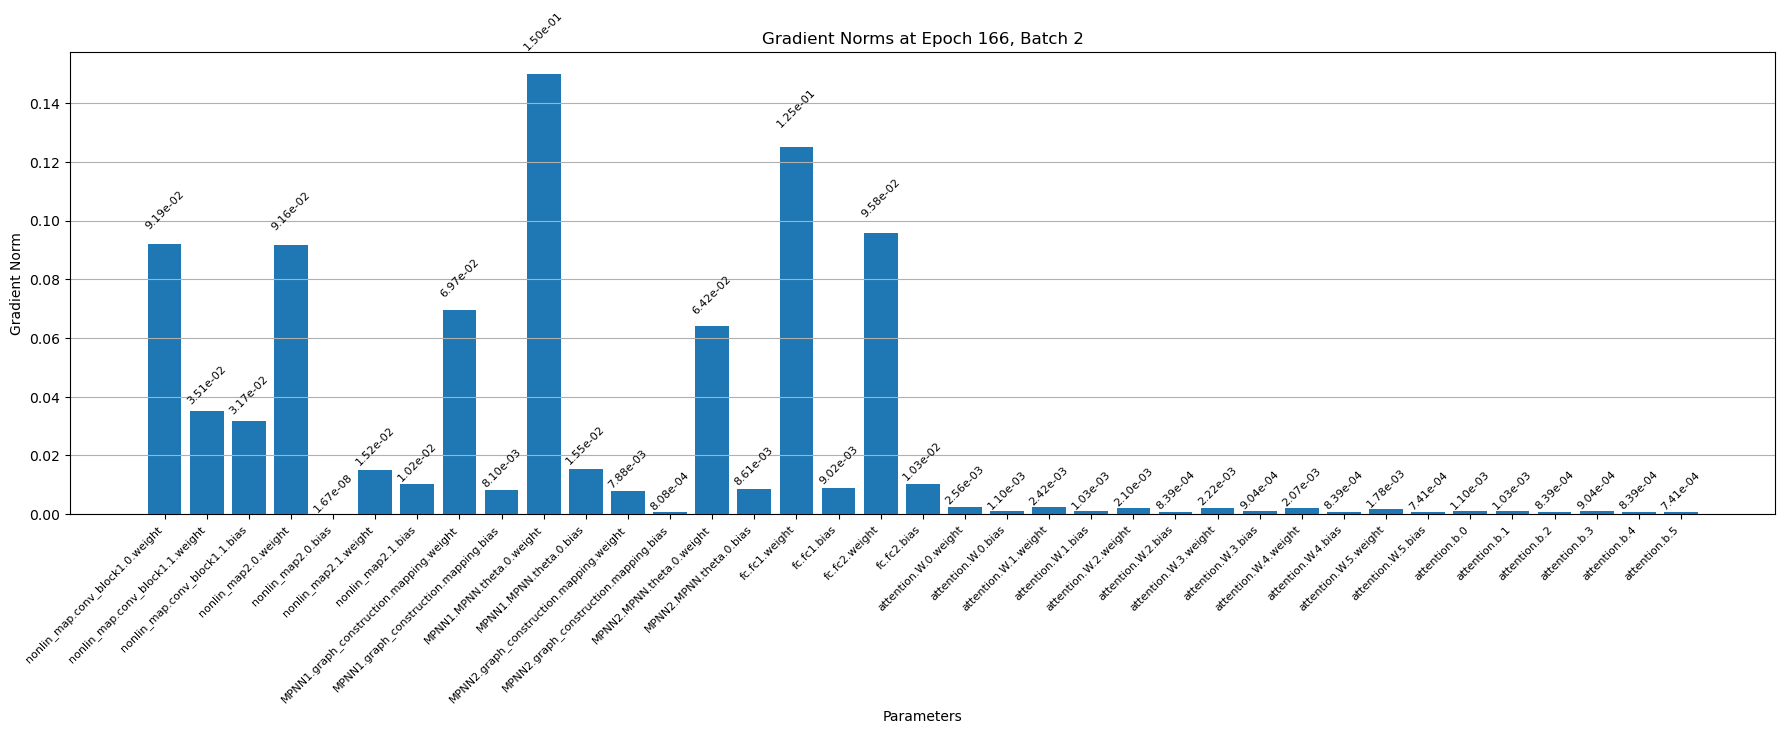 Gradient Norms at Epoch 166, Batch 2
Gradient Norm
0.14
0.12
0.10
0.08
0.06
0.04
0.02
0.00
9.19e-02
3.51e-02
3.17e-02
9.16e-02
1.67e-08
1.52e-02
1.02e-02
6.97e-02
8.10e-03
1.50e-01
1.55e-02
7.88e-03
8.08e-04
6.42e-02
8.61e-03
1.25e-01
9.02e-03
9.58e-02
1.03e-02
2.56e-03
1.10e-03
2.42e-03
1.03e-03
2.10e-03
8.39e-04
2.22e-03
9.04e-04
2.07e-03
8.39e-04
1.78e-03
7.41e-04
1.10e-03
1.03e-03
8.39e-04
9.04e-04
8.39e-04
7.41e-04
nonlin_map.conv_block1.0.weight
nonlin_map.conv_block1.1.weight
nonlin_map.conv_block1.1.bias
nonlin_map2.0.weight
nonlin_map2.0.bias
nonlin_map2.1.weight
nonlin_map2.1.bias
MPNN1.graph_construction.mapping.weight
MPNN1.graph_construction.mapping.bias
MPNN1.MPNN.theta.0.weight
MPNN1.MPNN.theta.0.bias
MPNN2.graph_construction.mapping.weight
MPNN2.graph_construction.mapping.bias
MPNN2.MPNN.theta.0.weight
MPNN2.MPNN.theta.0.bias
fc.fc1.weight
fc.fc1.bias
fc.fc2.weight
fc.fc2.bias
attention.W.0.weight
attention.W.0.bias
attention.W.1.weight
attention.W.1.bias
attention.W.2.weight
attention.W.2.bias
attention.W.3.weight
attention.W.3.bias
attention.W.4.weight
attention.W.4.bias
attention.W.5.weight
attention.W.5.bias
attention.b.0
attention.b.1
attention.b.2
attention.b.3
attention.b.4
attention.b.5
Parameters